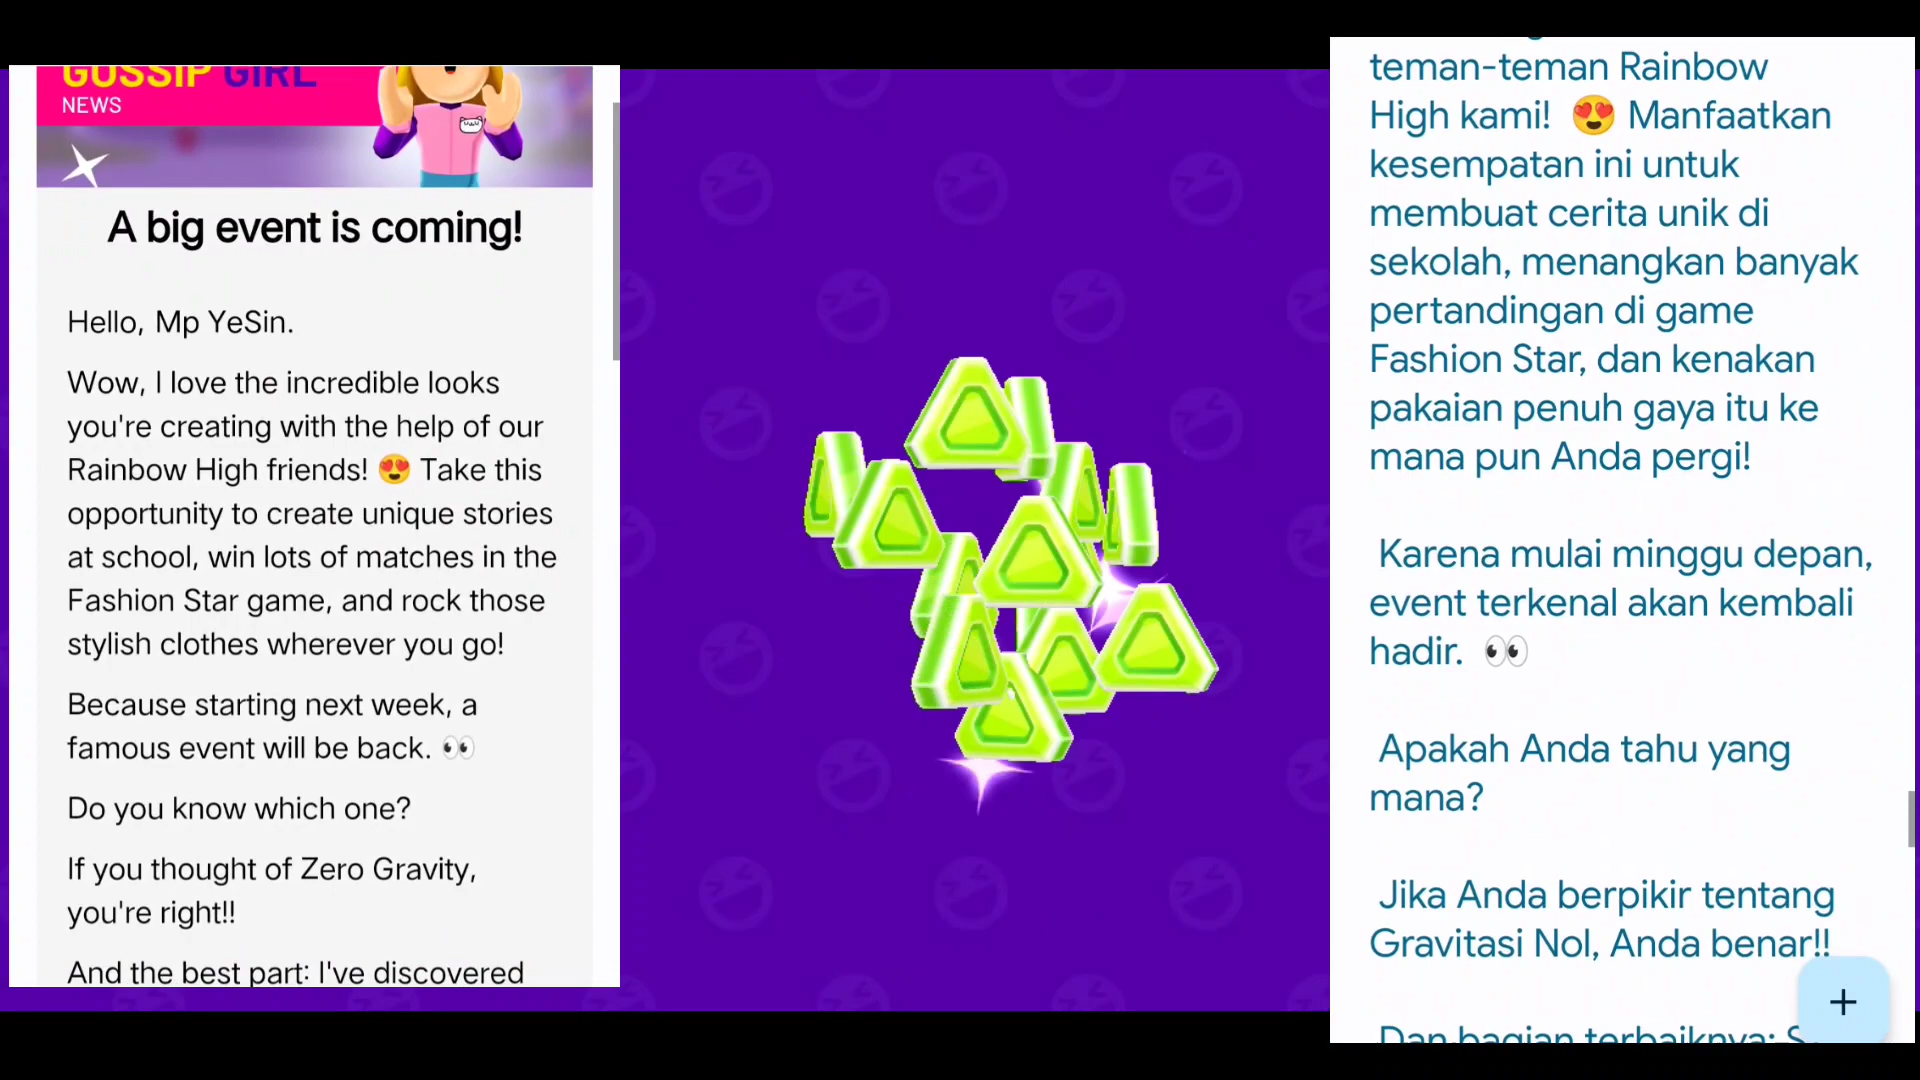 GOSSIP GIRL
NEWS
A big event is coming!
Hello, Mp YeSin.
Wow, I love the incredible looks
you're creating with the help of our
Rainbow High friends! 😍 Take this
opportunity to create unique stories
at school, win lots of matches in the
Fashion Star game, and rock those
stylish clothes wherever you go!
Because starting next week, a
famous event will be back. 👀
Do you know which one?
If you thought of Zero Gravity,
you're right!!
And the best part: I've discovered
teman-teman Rainbow
High kami! 😍 Manfaatkan
kesempatan ini untuk
membuat cerita unik di
sekolah, menangkan banyak
pertandingan di game
Fashion Star, dan kenakan
pakaian penuh gaya itu ke
mana pun Anda pergi!
Karena mulai minggu depan,
event terkenal akan kembali
hadir. 👀
Apakah Anda tahu yang
mana?
Jika Anda berpikir tentang
Gravitasi Nol, Anda benar!!
Dan bagian terbaiknya: